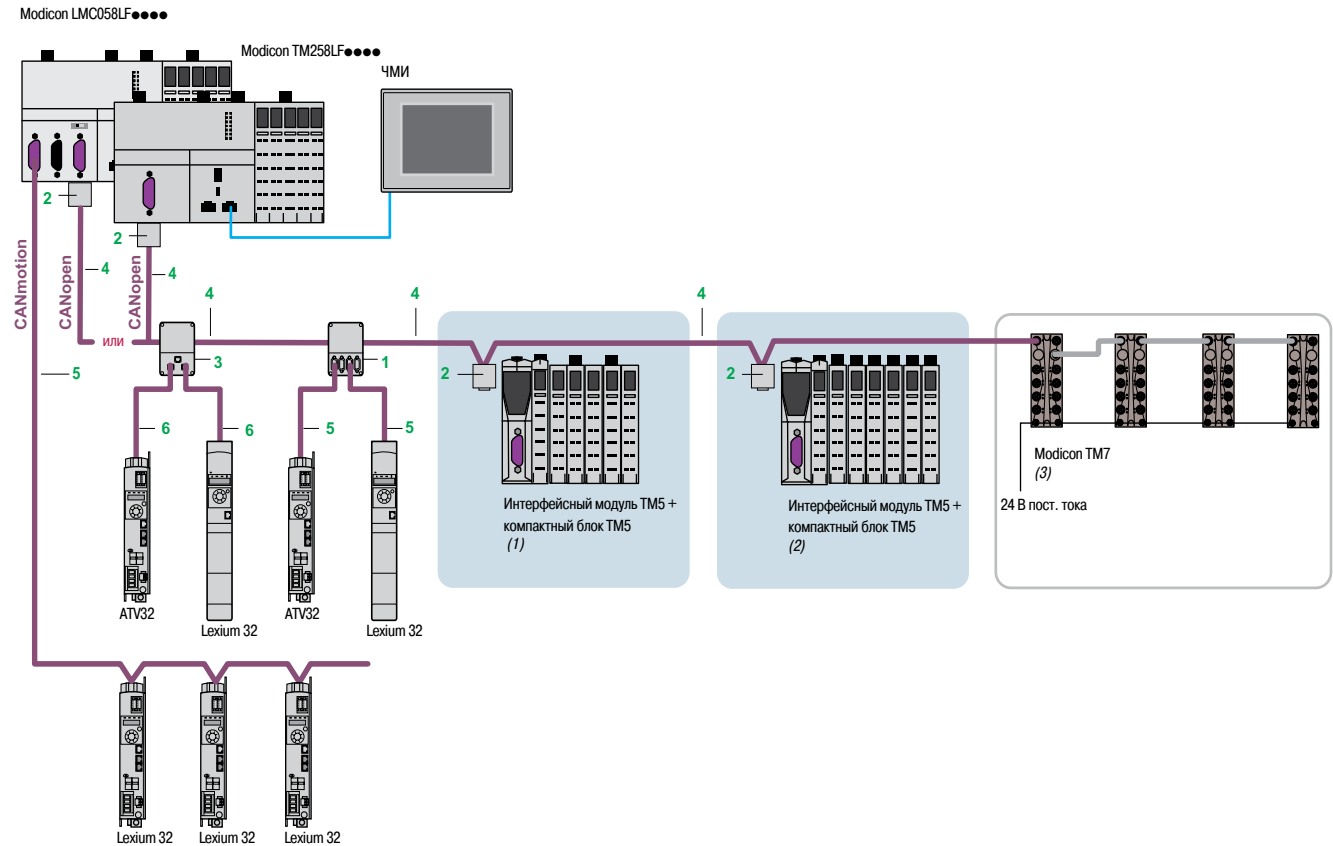 Modicon LMC058LF●●●●
Modicon TM258LF●●●●
ЧМИ
2
2
CANmotion
CANopen
4
CANopen
4
4
4
4
или
3
1
2
2
5
6
6
5
5
Modicon TM7
(3)
24 В пост. тока
Интерфейсный модуль TM5 +
компактный блок TM5
(1)
Интерфейсный модуль TM5 +
компактный блок TM5
(2)
ATV32
Lexium 32
ATV32
Lexium 32
Lexium 32
Lexium 32
Lexium 32